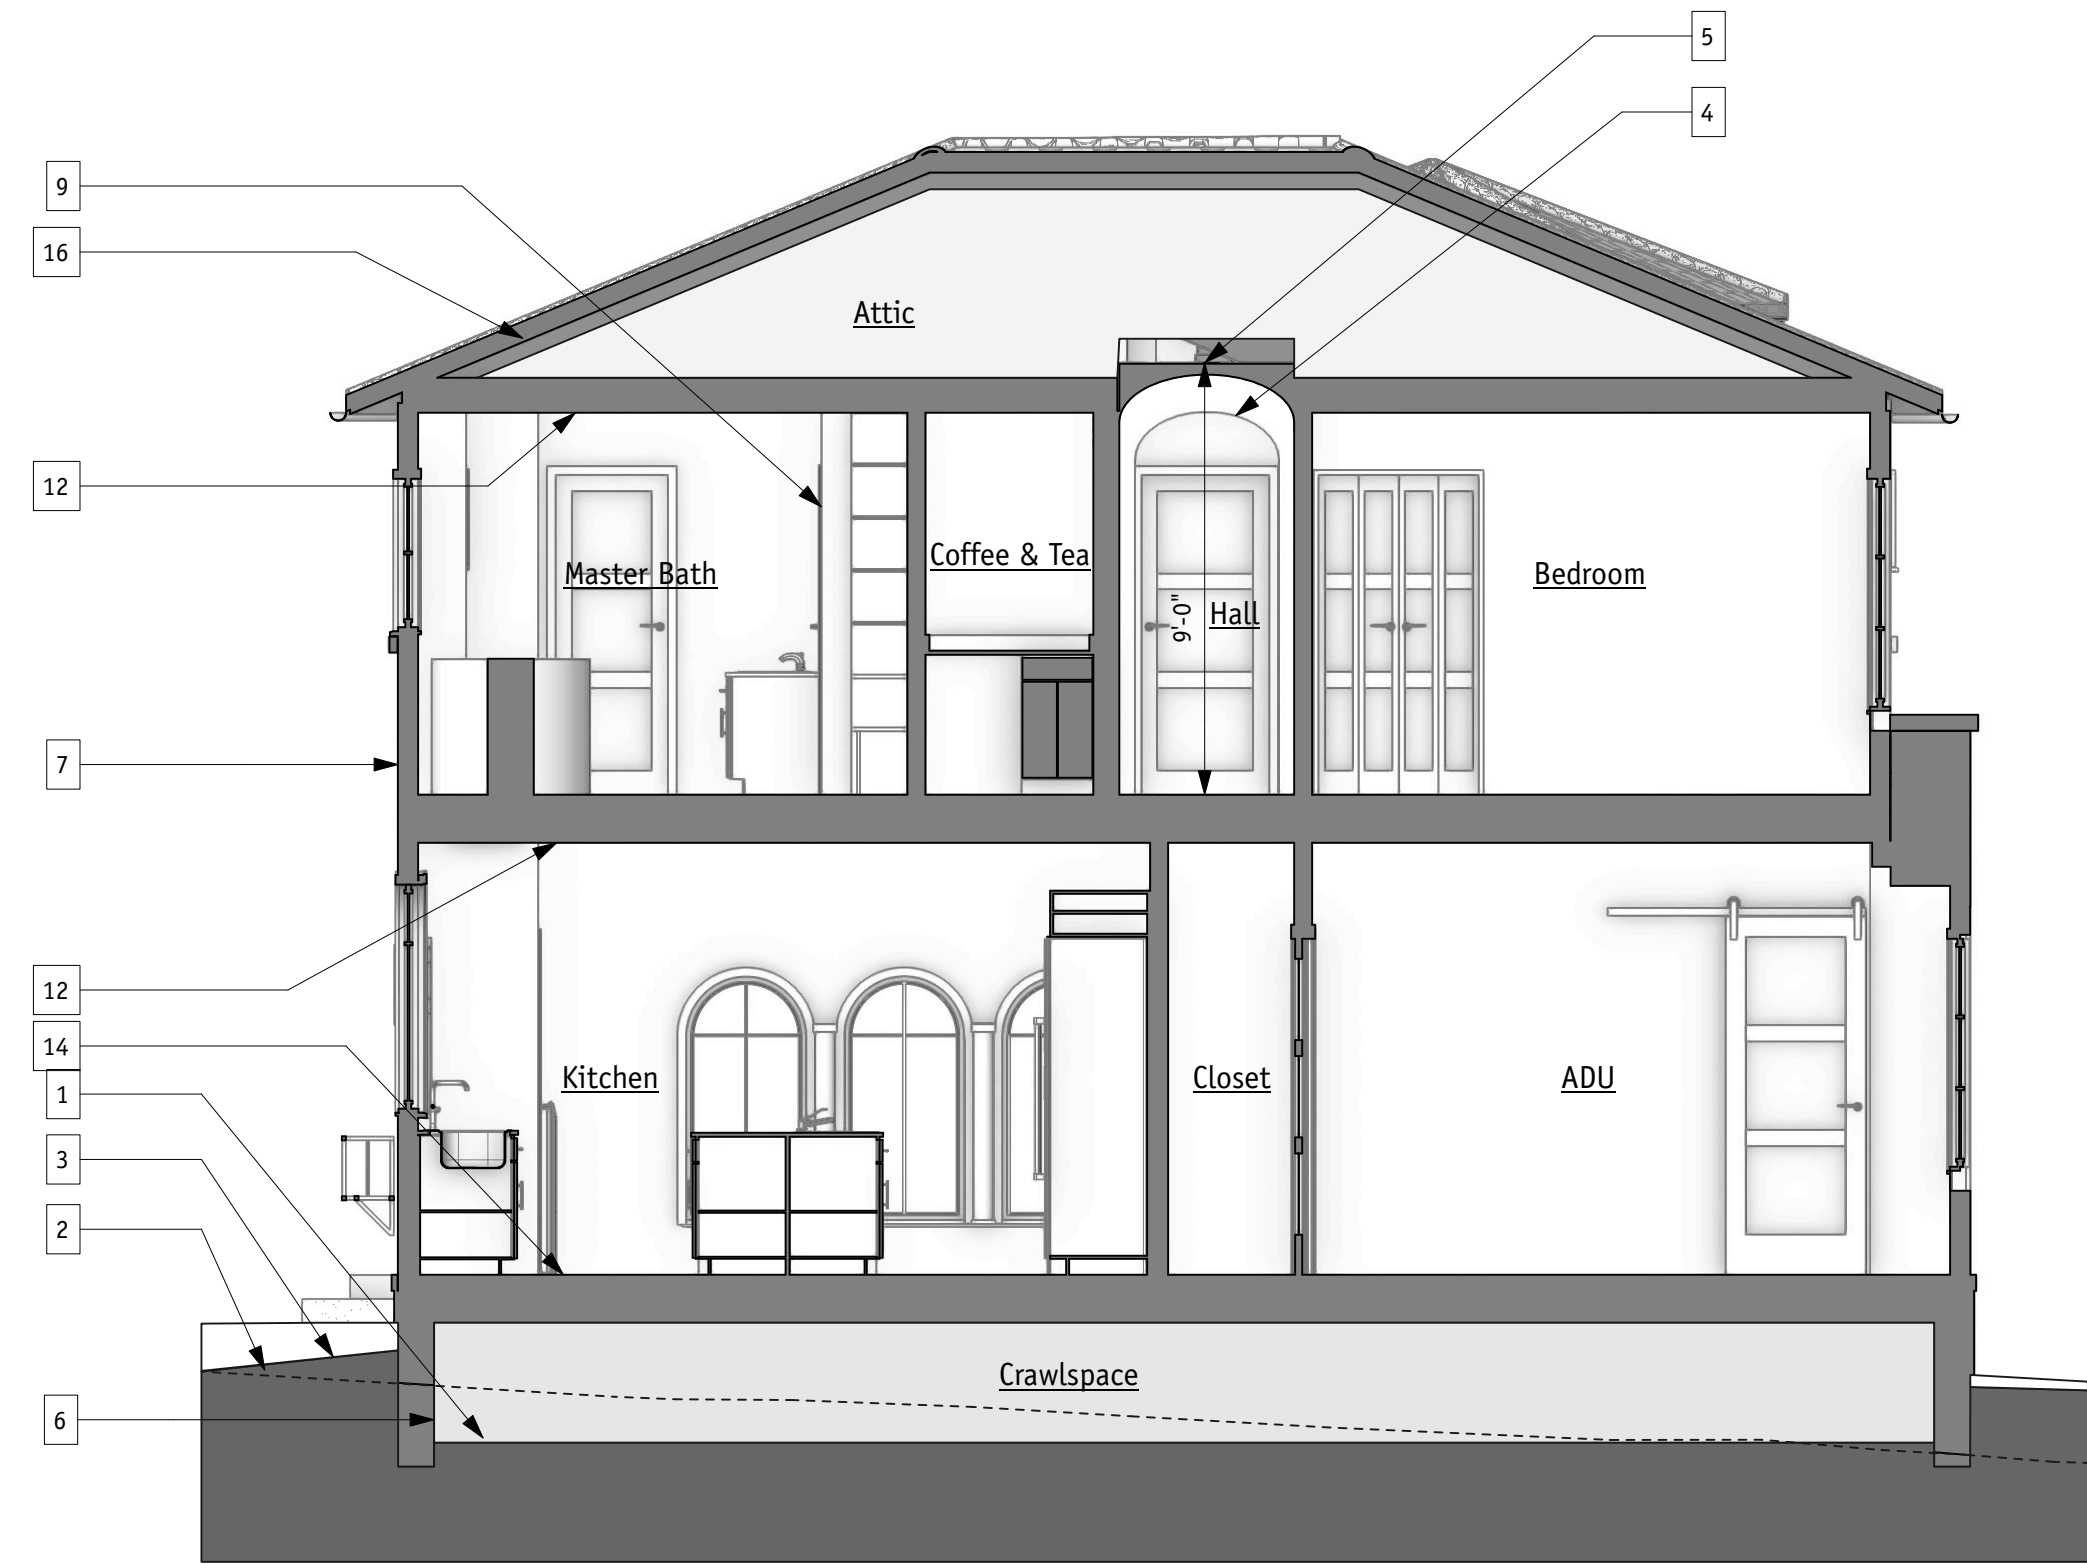 5
4
9
16
Attic
12
Coffee & Tea
Master Bath
Bedroom
9'-0"
Hall
7
12
14
Kitchen
Closet
ADU
1
3
2
Crawlspace
6